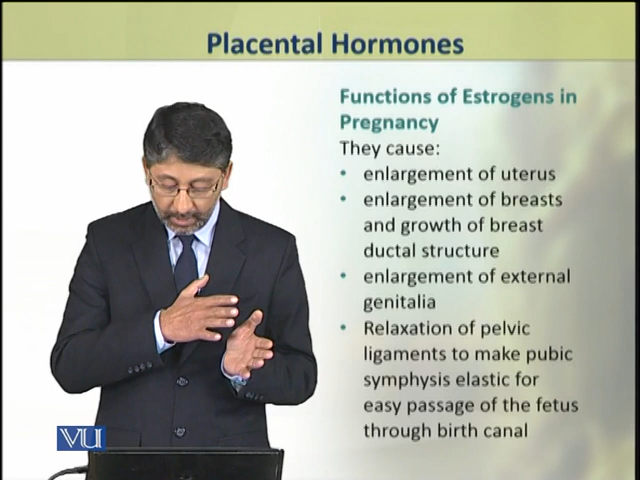 Placental Hormones
Functions of Estrogens in
Pregnancy
They cause:
• enlargement of uterus
• enlargement of breasts
and growth of breast
ductal structure
• enlargement of external
genitalia
• Relaxation of pelvic
ligaments to make pubic
symphysis elastic for
easy passage of the fetus
through birth canal
VU